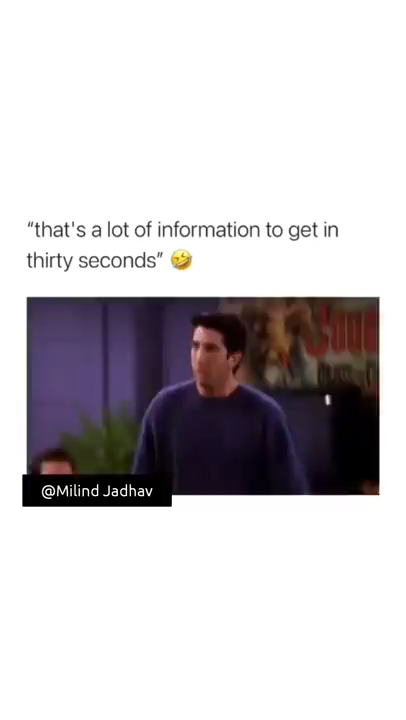 “that's a lot of information to get in
thirty seconds” 🤣
@Milind Jadhav